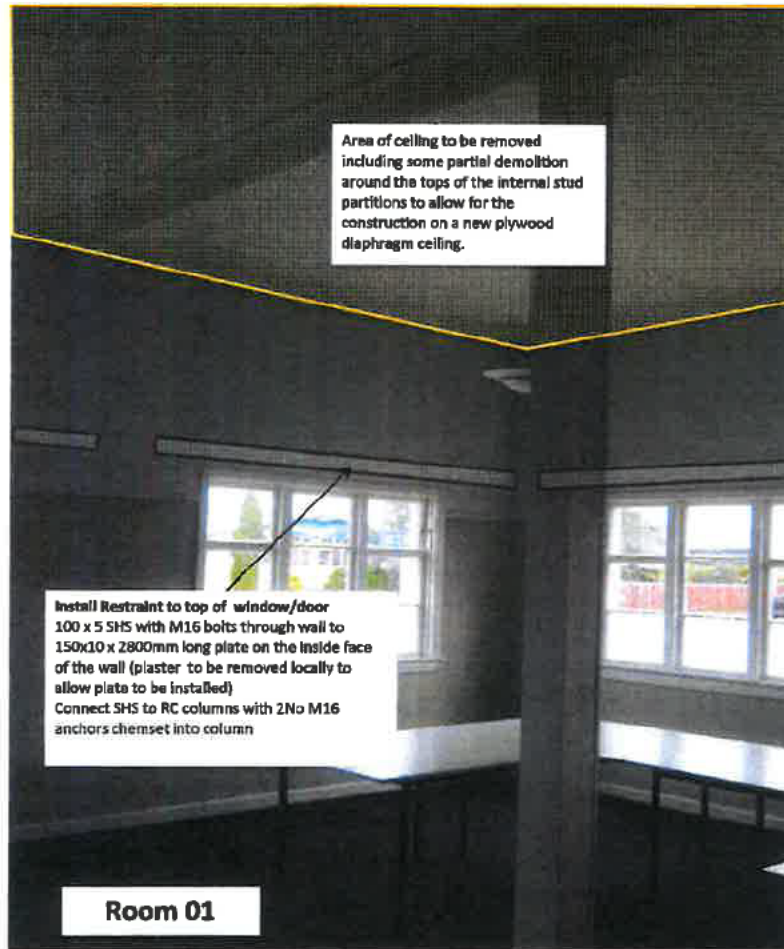 Area of ceiling to be removed
including some partial demolition
around the tops of the internal stud
partitions to allow for the
construction on a new plywood
diaphragm ceiling.
Install Restraint to top of window/door
100 x 5 SHS with M16 bolts through wall to
150x10 x 2800mm long plate on the inside face
of the wall (plaster to be removed locally to
allow plate to be installed)
Connect SHS to RC columns with 2No M16
anchors chemset into column
Room 01